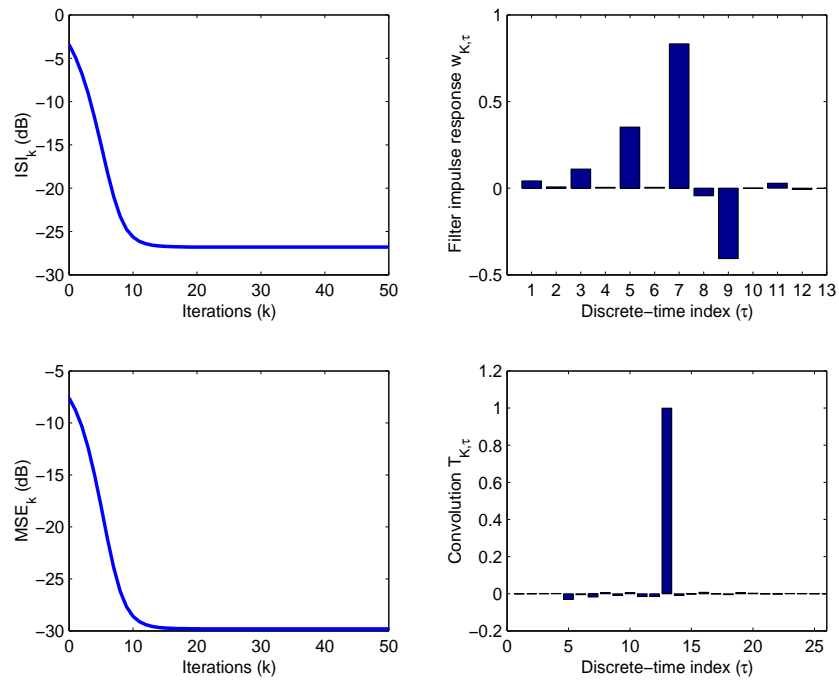 0
−5
−10
−15
−20
−25
−30
0 10 20 30 40 50
ISI_k (dB)
Iterations (k)
1
0.5
0
−0.5
1 2 3 4 5 6 7 8 9 10 11 12 13
Filter impulse response w_{K,τ}
Discrete−time index (τ)
−5
−10
−15
−20
−25
−30
0 10 20 30 40 50
MSE_k (dB)
Iterations (k)
1.2
1
0.8
0.6
0.4
0.2
0
−0.2
0 5 10 15 20 25
Convolution T_{K,τ}
Discrete−time index (τ)